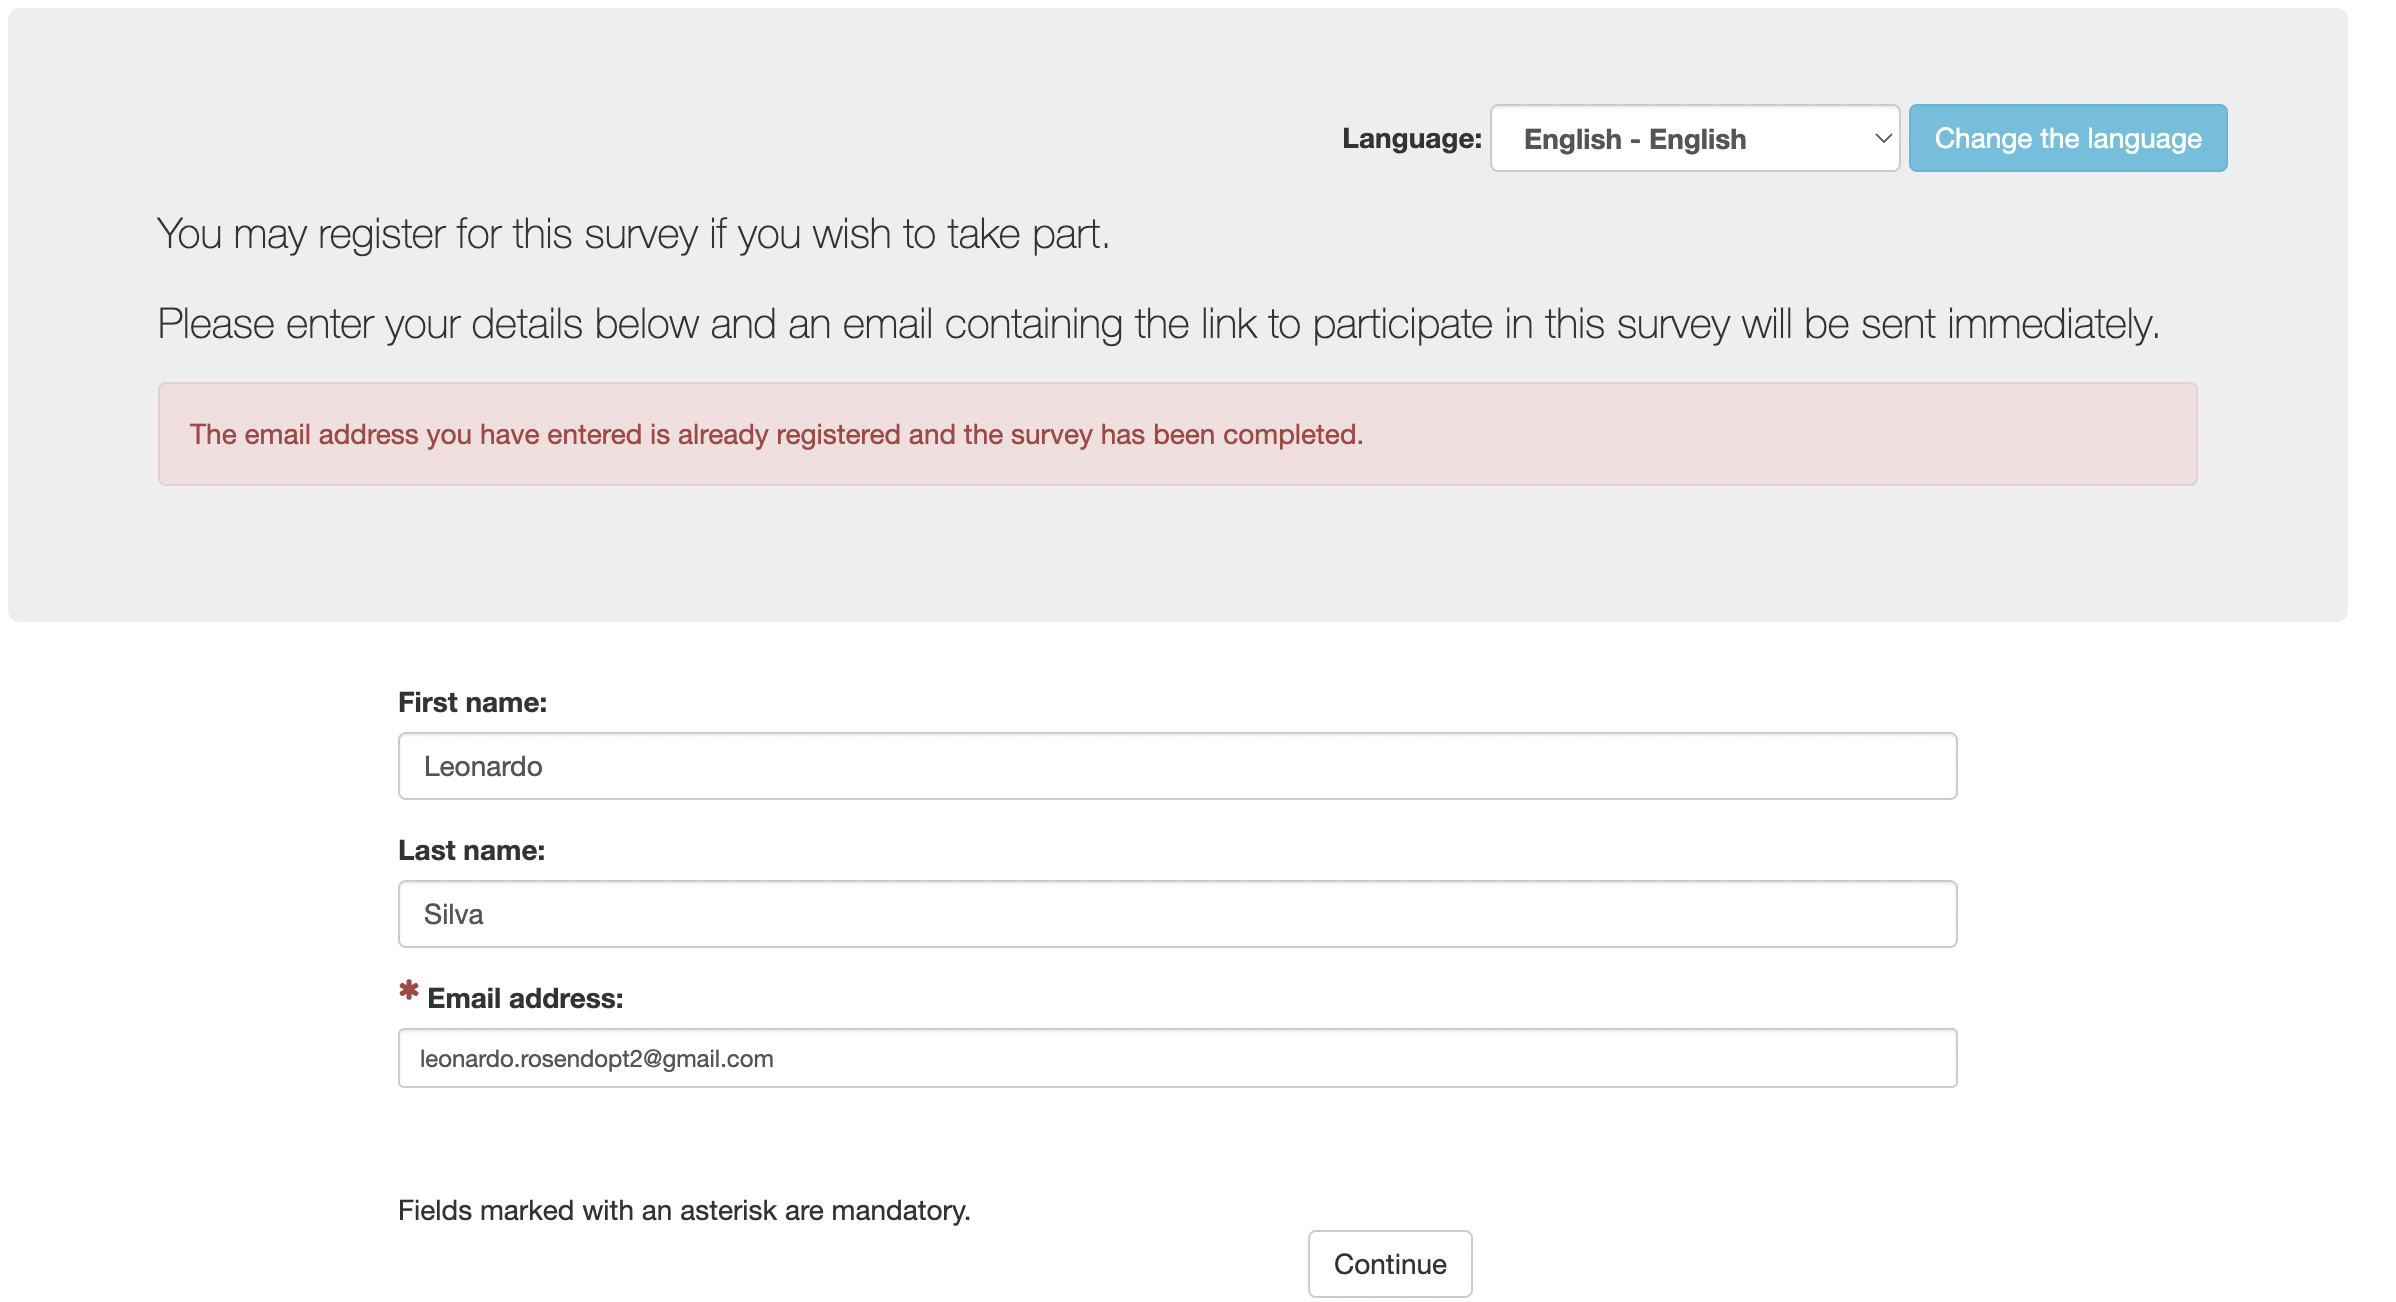 Language: English - English Change the language
You may register for this survey if you wish to take part.
Please enter your details below and an email containing the link to participate in this survey will be sent immediately.
The email address you have entered is already registered and the survey has been completed.
First name:
Leonardo
Last name:
Silva
* Email address:
leonardo.rosendopt2@gmail.com
Fields marked with an asterisk are mandatory.
Continue